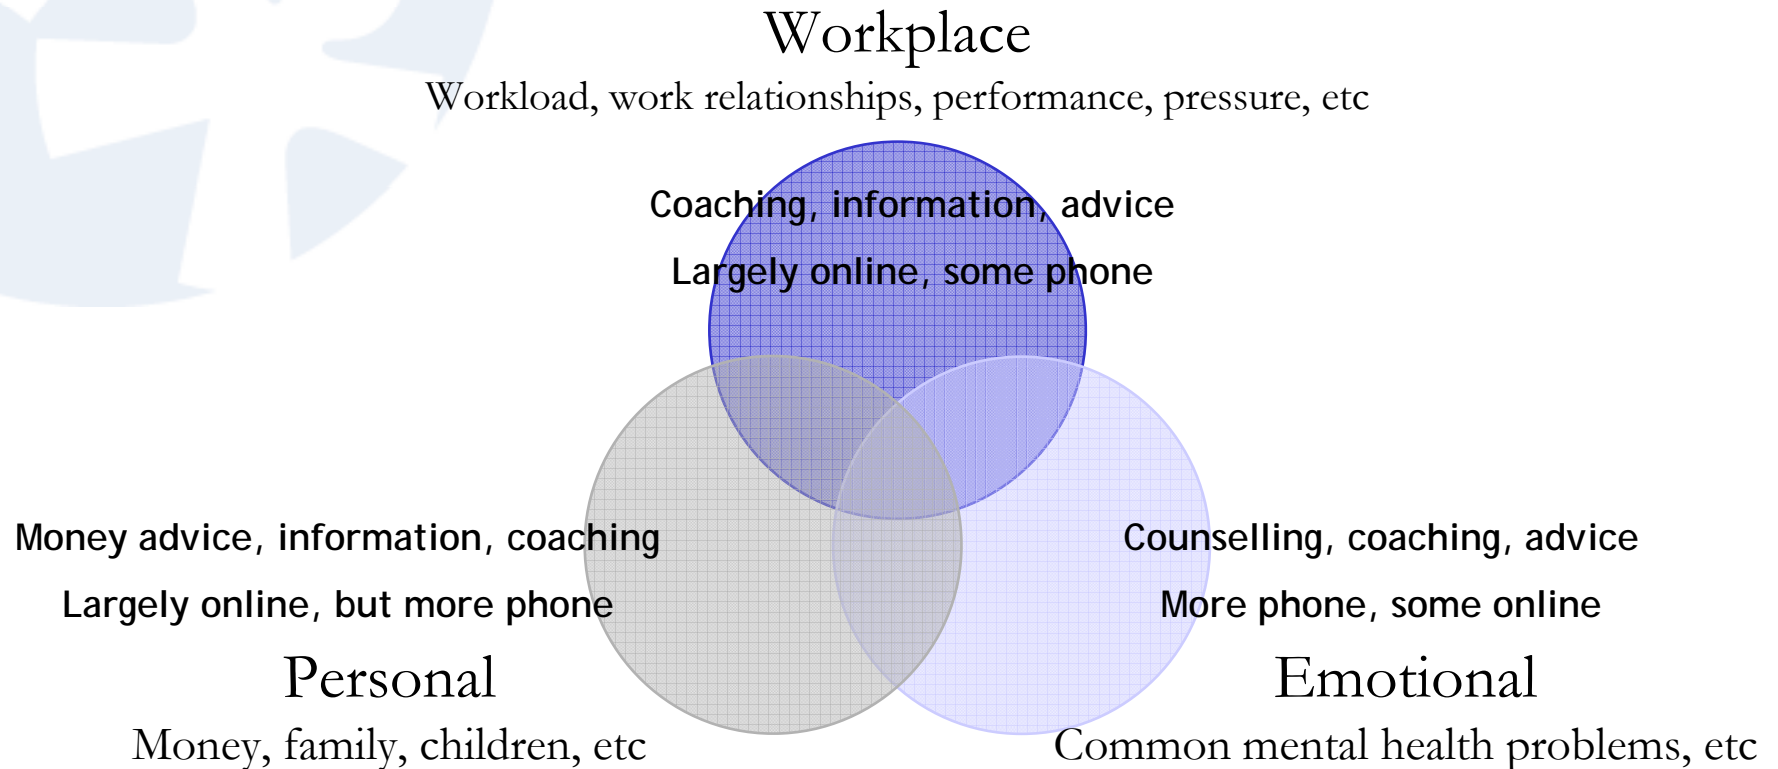 Workplace
Workload, work relationships, performance, pressure, etc
Coaching, information, advice
Largely online, some phone
Money advice, information, coaching
Largely online, but more phone
Personal
Money, family, children, etc
Counselling, coaching, advice
More phone, some online
Emotional
Common mental health problems, etc